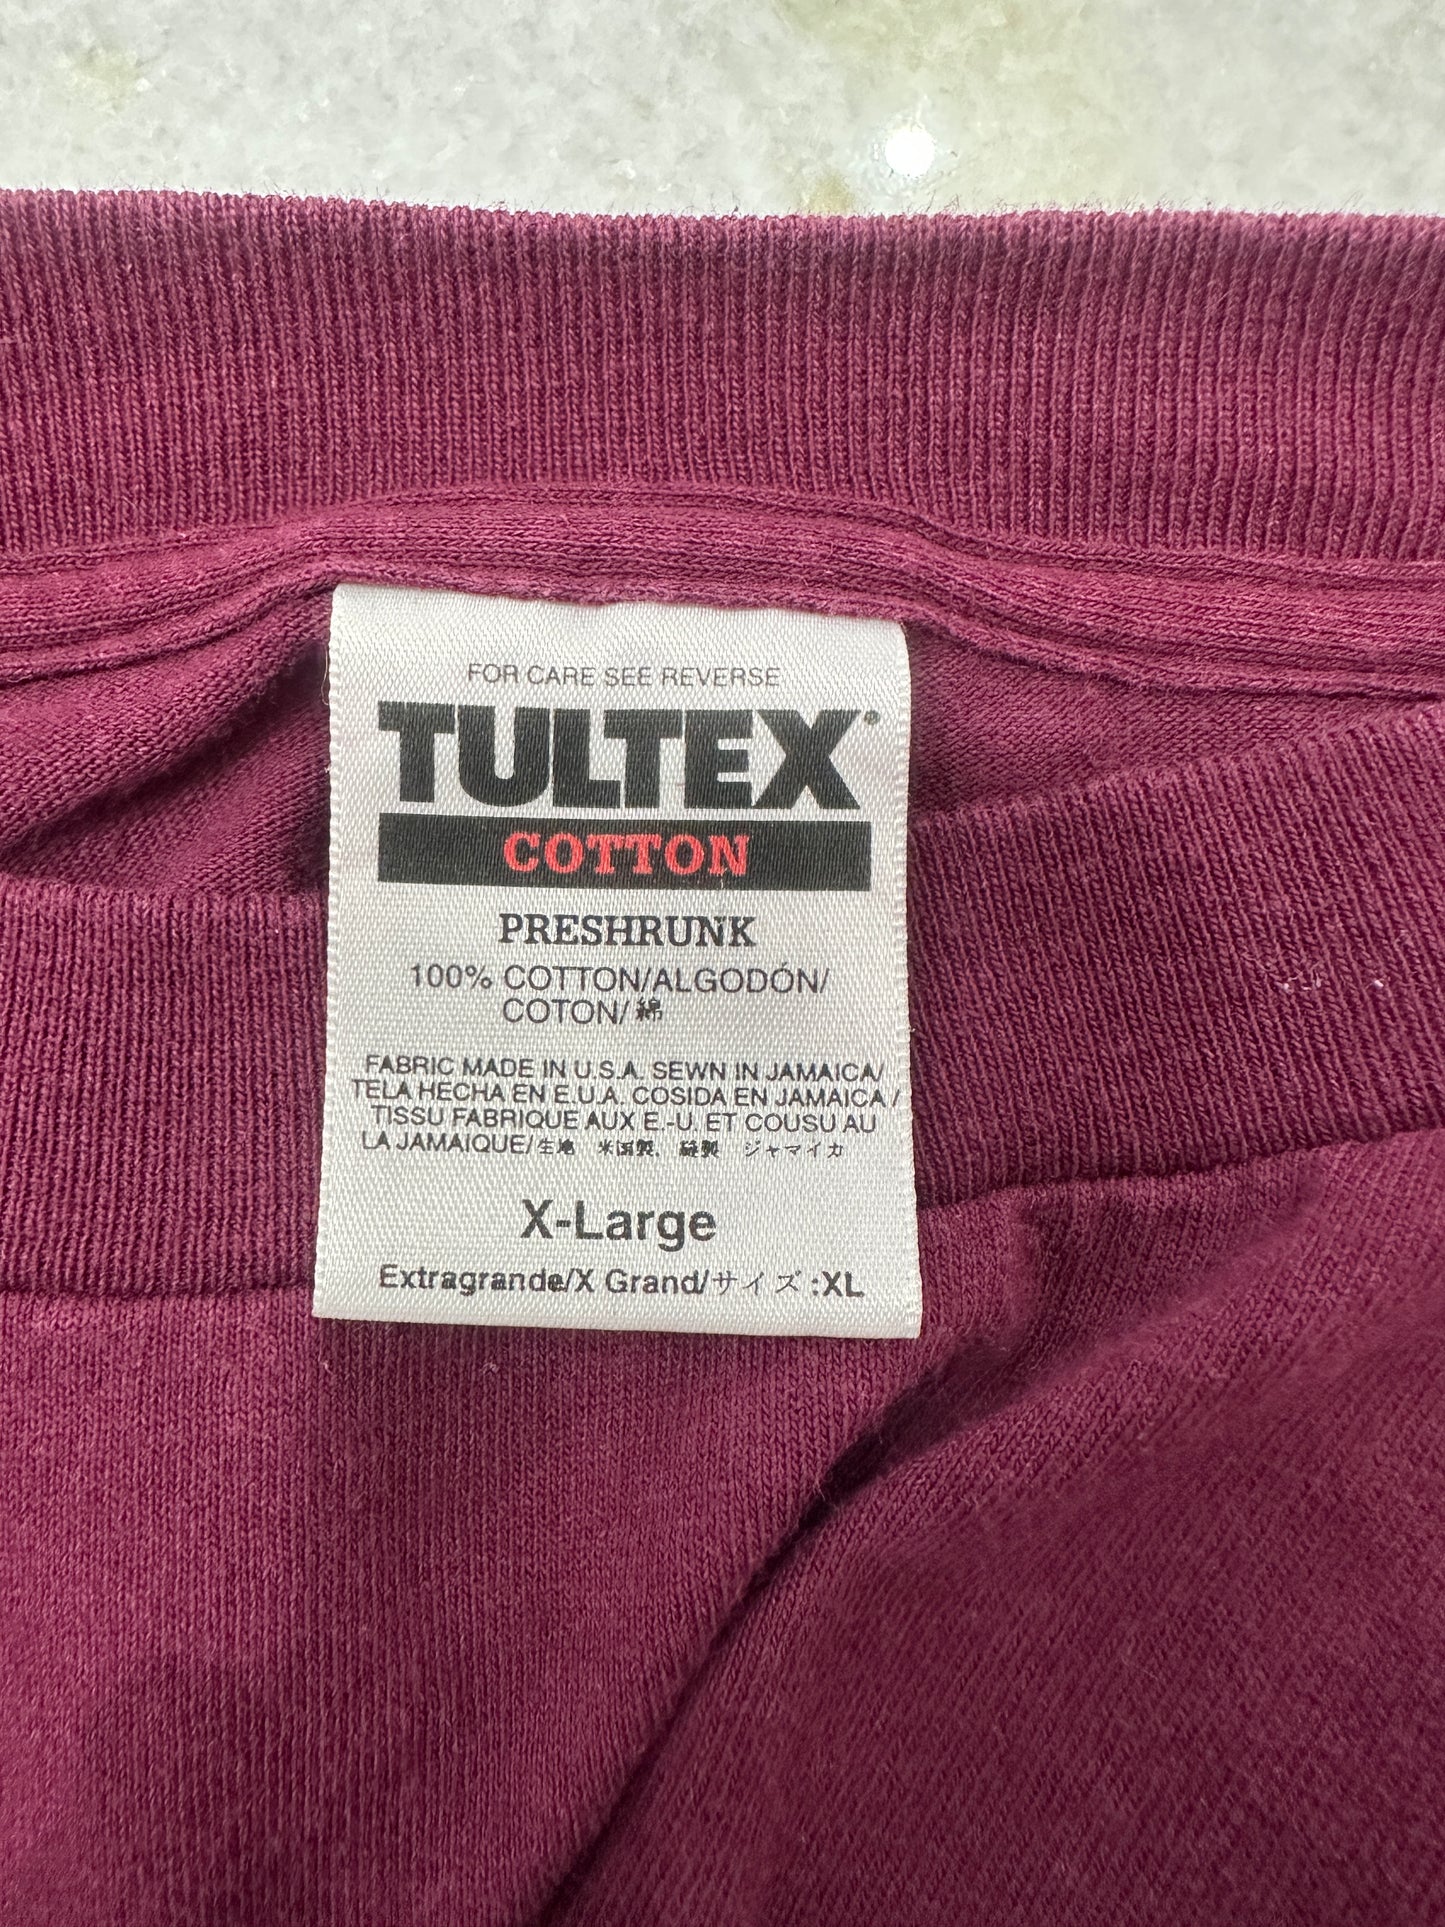 FOR CARE SEE REVERSE
TULTEX®
COTTON
PRESHRUNK
100% COTTON/ALGODÓN/
COTON/綿
FABRIC MADE IN U.S.A. SEWN IN JAMAICA/
TELA HECHA EN E.U.A. COSIDA EN JAMAICA/
TISSU FABRIQUE AUX E.-U. ET COUSU AU
LA JAMAIQUE/生地 米国製、縫製 ジャマイカ
X-Large
Extragrande/X Grand/サイズ:XL